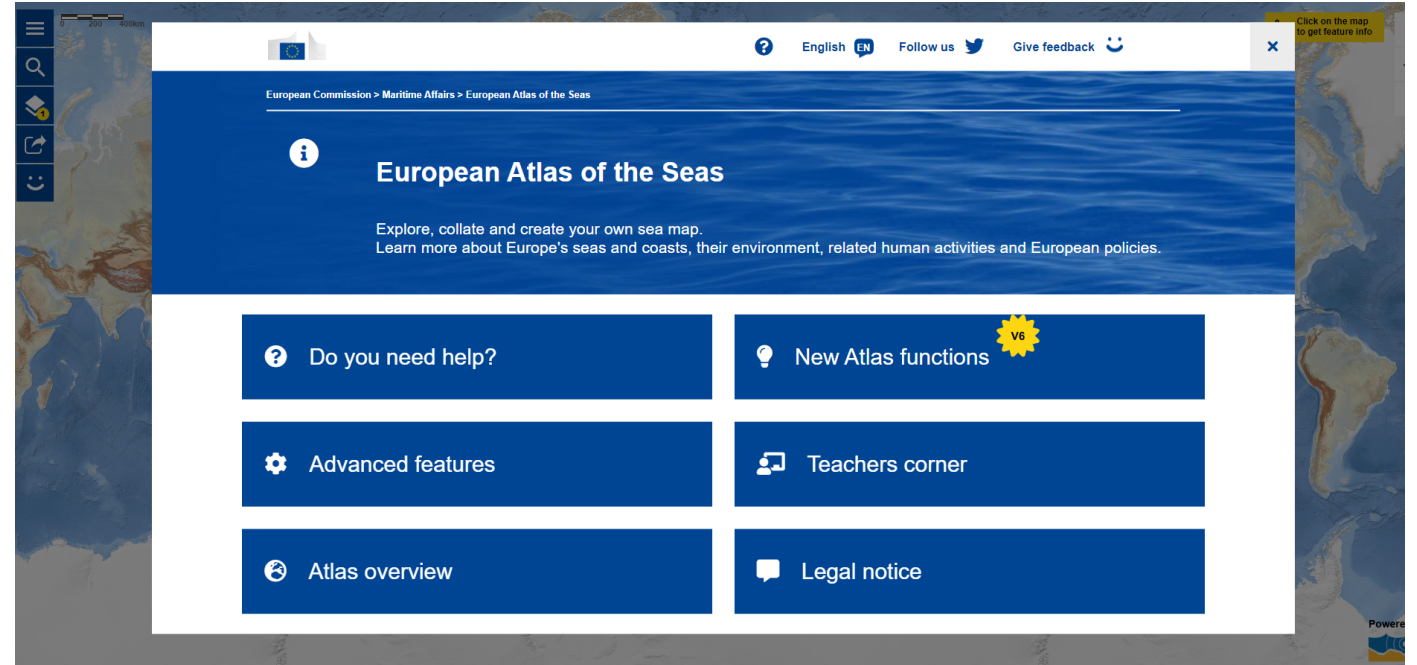 0 200 400km
Click on the map
to get feature info
English EN Follow us Give feedback
European Commission > Maritime Affairs > European Atlas of the Seas
European Atlas of the Seas
Explore, collate and create your own sea map.
Learn more about Europe's seas and coasts, their environment, related human activities and European policies.
Do you need help?
New Atlas functions V6
Advanced features
Teachers corner
Atlas overview
Legal notice
1